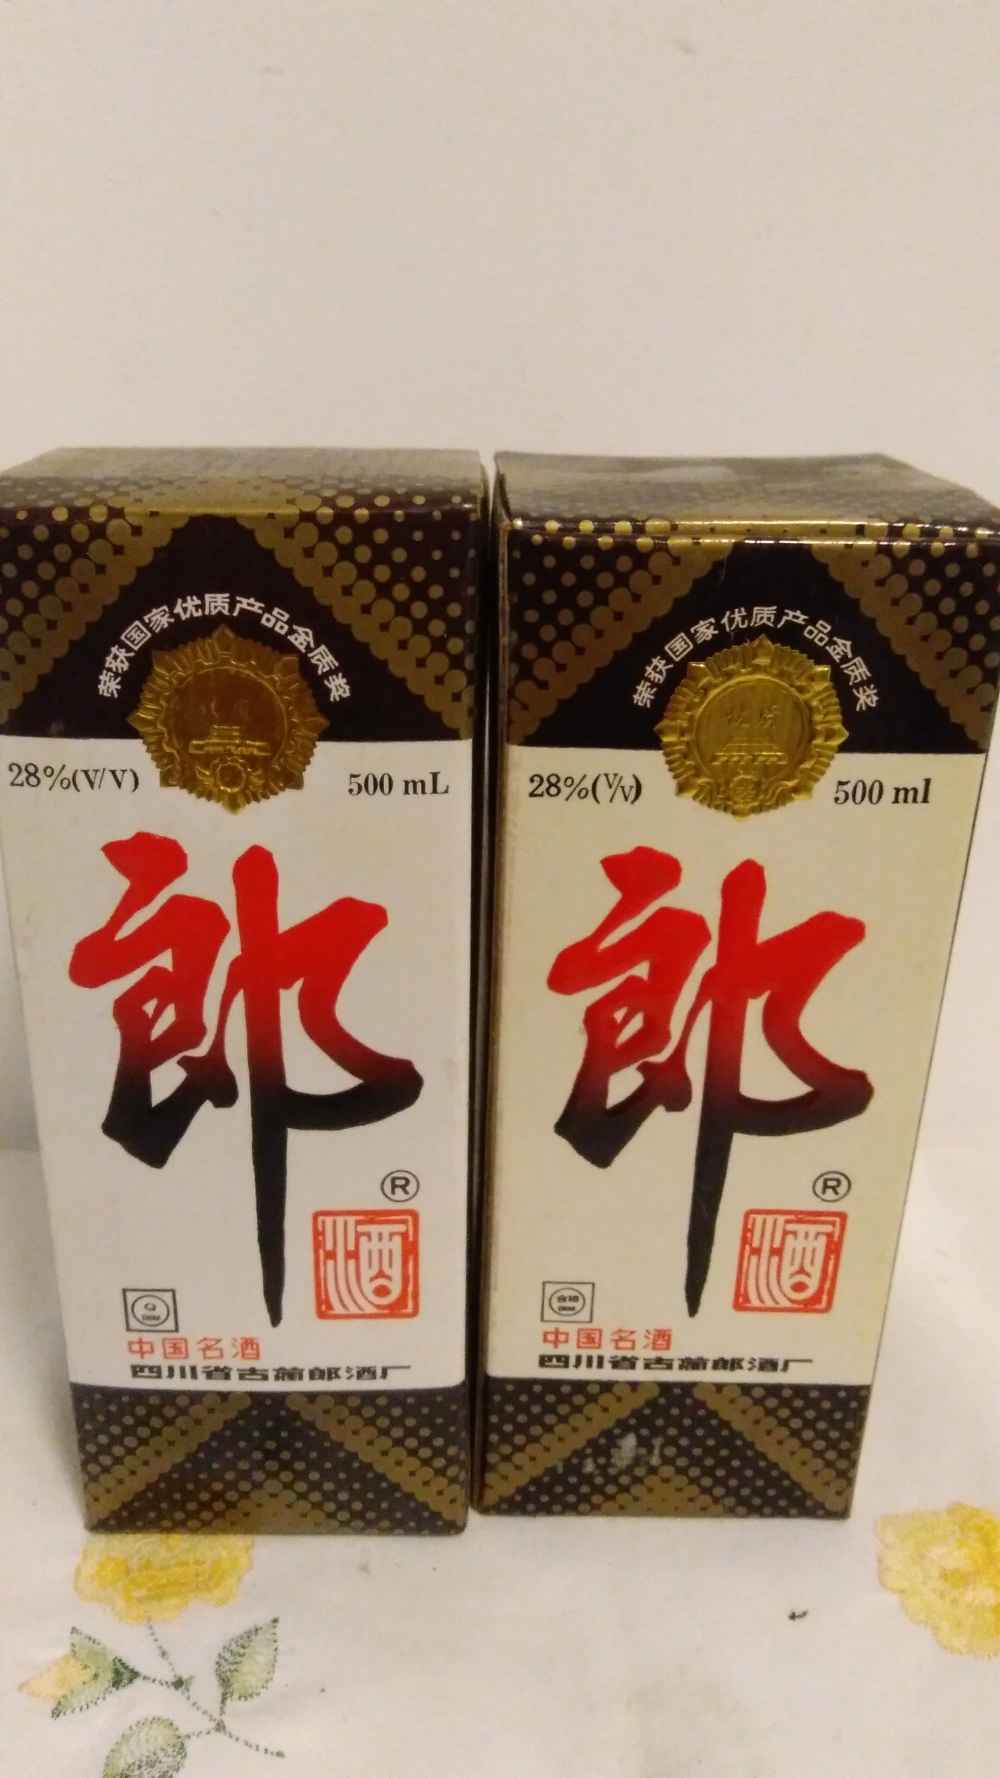 荣获国家优质产品金质奖
28%(V/V)
500 mL
郎
®
酒
中国名酒
四川省古蔺郎酒厂
荣获国家优质产品金质奖
28%(V/V)
500 ml
郎
®
酒
中国名酒
四川省古蔺郎酒厂